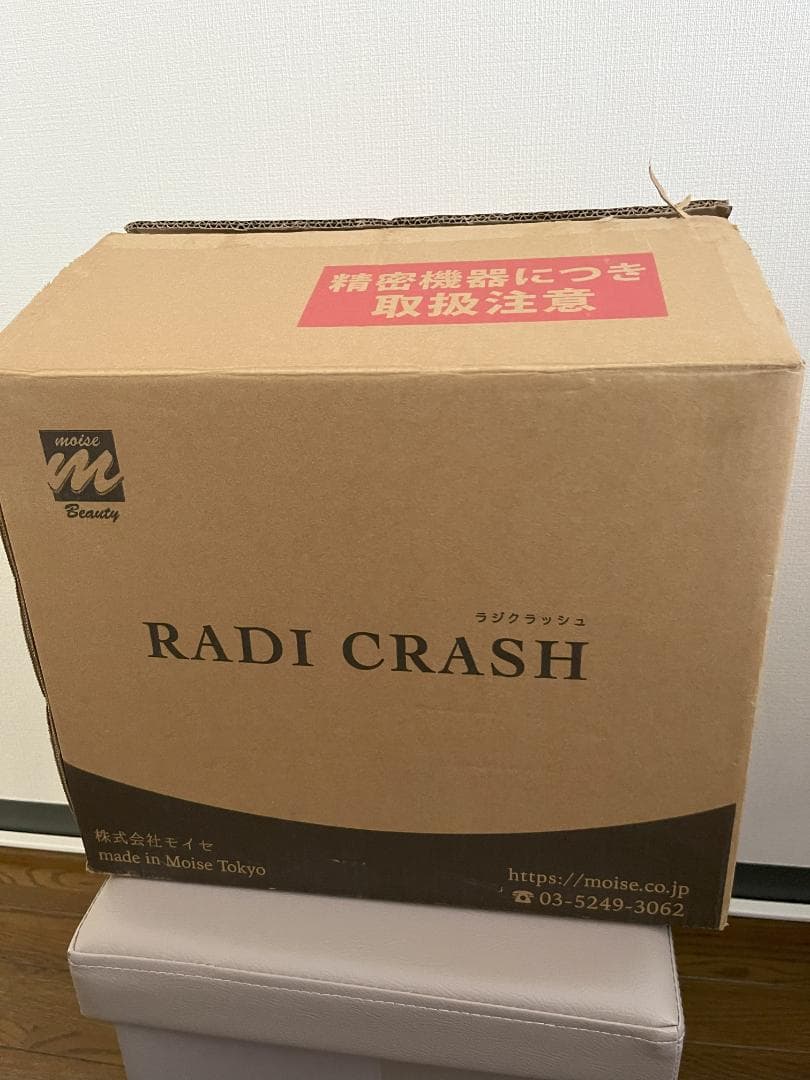 精密機器につき
取扱注意
moise
m
Beauty
ラジクラッシュ
RADI CRASH
株式会社モイセ
made in Moise Tokyo
https://moise.co.jp
☎ 03-5249-3062